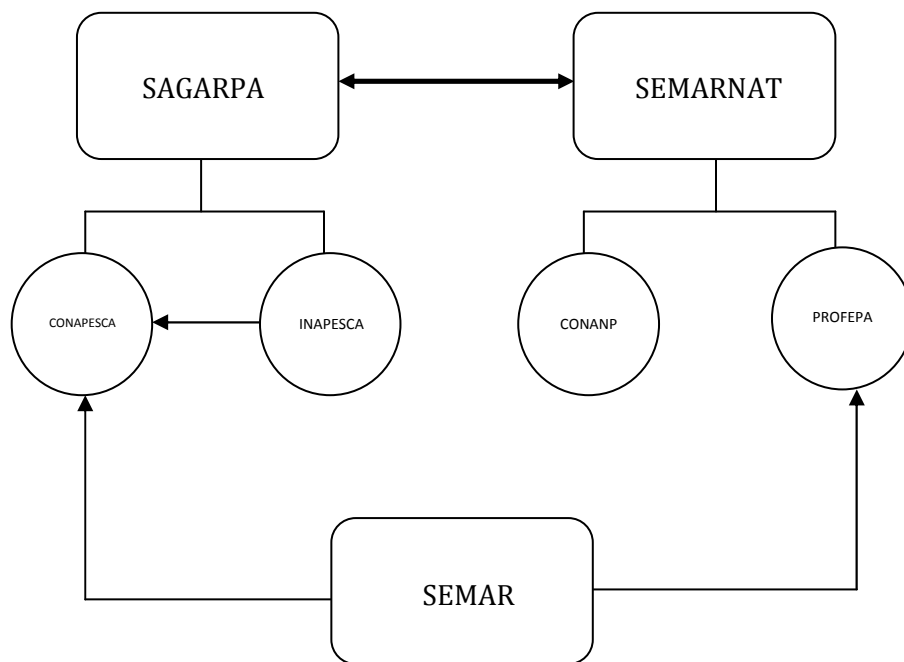 SAGARPA
SEMARNAT
CONAPESCA
INAPESCA
CONANP
PROFEPA
SEMAR